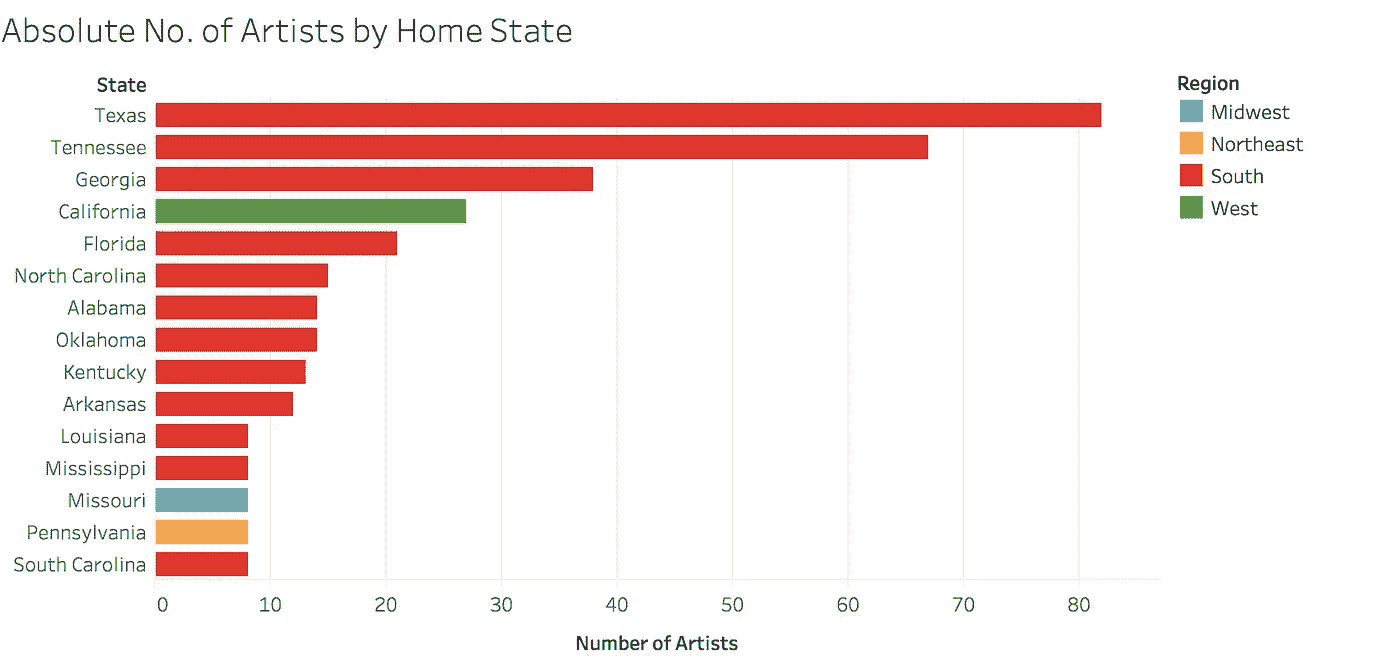 Absolute No. of Artists by Home State
State
Texas
Tennessee
Georgia
California
Florida
North Carolina
Alabama
Oklahoma
Kentucky
Arkansas
Louisiana
Mississippi
Missouri
Pennsylvania
South Carolina
0 10 20 30 40 50 60 70 80
Number of Artists
Region
Midwest
Northeast
South
West